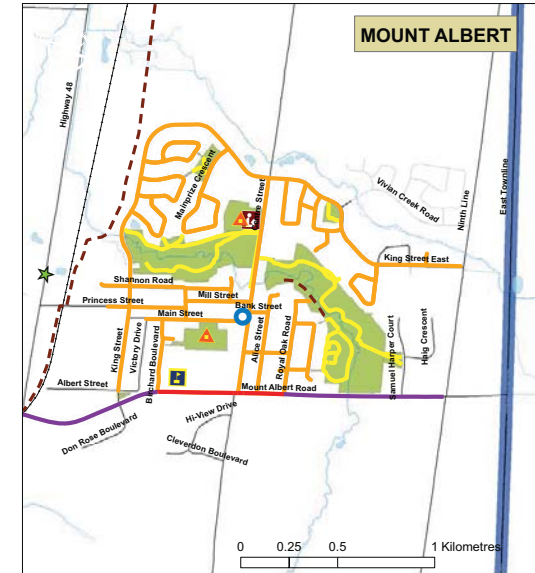 MOUNT ALBERT
Highway 48
Mainprize Crescent
Vivian Creek Road
Ninth Line
East Townline
King Street East
Shannon Road
Mill Street
Princess Street
Bank Street
Main Street
King Street
Victory Drive
Birchard Boulevard
Alice Street
Royal Oak Road
Samuel Harper Court
Haig Crescent
Albert Street
Mount Albert Road
Hi-View Drive
Don Rose Boulevard
Cleverdon Boulevard
0 0.25 0.5 1 Kilometres